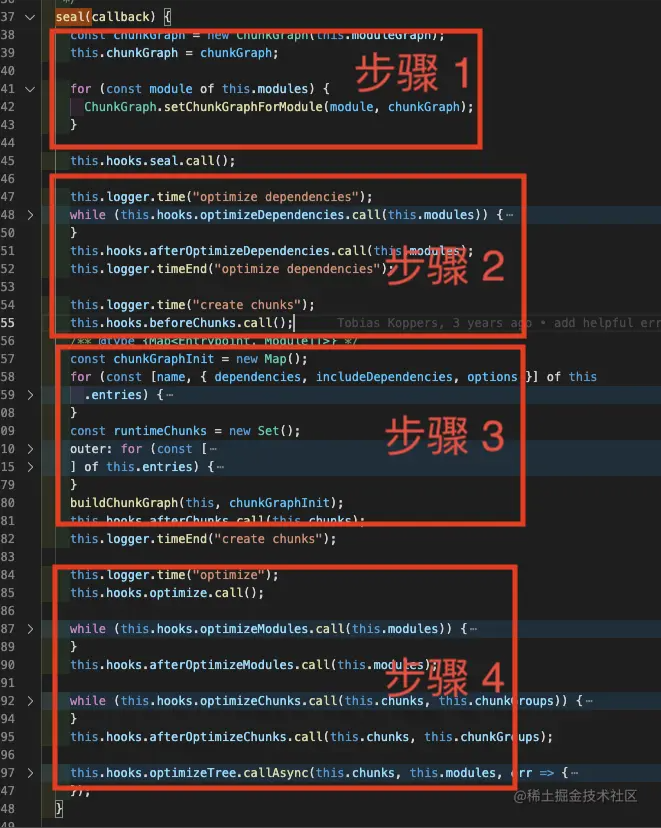 37 seal(callback) {
38 const chunkGraph = new ChunkGraph(this.moduleGraph);
39 this.chunkGraph = chunkGraph;
40
41 for (const module of this.modules) {
42 ChunkGraph.setChunkGraphForModule(module, chunkGraph);
43 }
步骤 1
44
45 this.hooks.seal.call();
46
47 this.logger.time("optimize dependencies");
48 while (this.hooks.optimizeDependencies.call(this.modules)) {…
50 }
51 this.hooks.afterOptimizeDependencies.call(this.modules);
52 this.logger.timeEnd("optimize dependencies");
步骤 2
53
54 this.logger.time("create chunks");
55 this.hooks.beforeChunks.call(); Tobias Koppers, 3 years ago • add helpful err
56 /** @type {Map<Entrypoint, Module[]>} */
57 const chunkGraphInit = new Map();
58 for (const [name, { dependencies, includeDependencies, options }] of this
59 .entries) {…
08 }
09 const runtimeChunks = new Set();
步骤 3
10 outer: for (const […
15 ] of this.entries) {…
79 }
80 buildChunkGraph(this, chunkGraphInit);
81 this.hooks.afterChunks.call(this.chunks);
82 this.logger.timeEnd("create chunks");
83
84 this.logger.time("optimize");
85 this.hooks.optimize.call();
86
87 while (this.hooks.optimizeModules.call(this.modules)) {…
89 }
90 this.hooks.afterOptimizeModules.call(this.modules);
步骤 4
91
92 while (this.hooks.optimizeChunks.call(this.chunks, this.chunkGroups)) {…
94 }
95 this.hooks.afterOptimizeChunks.call(this.chunks, this.chunkGroups);
96
97 this.hooks.optimizeTree.callAsync(this.chunks, this.modules, err => {…
47 });
48 }
@稀土掘金技术社区